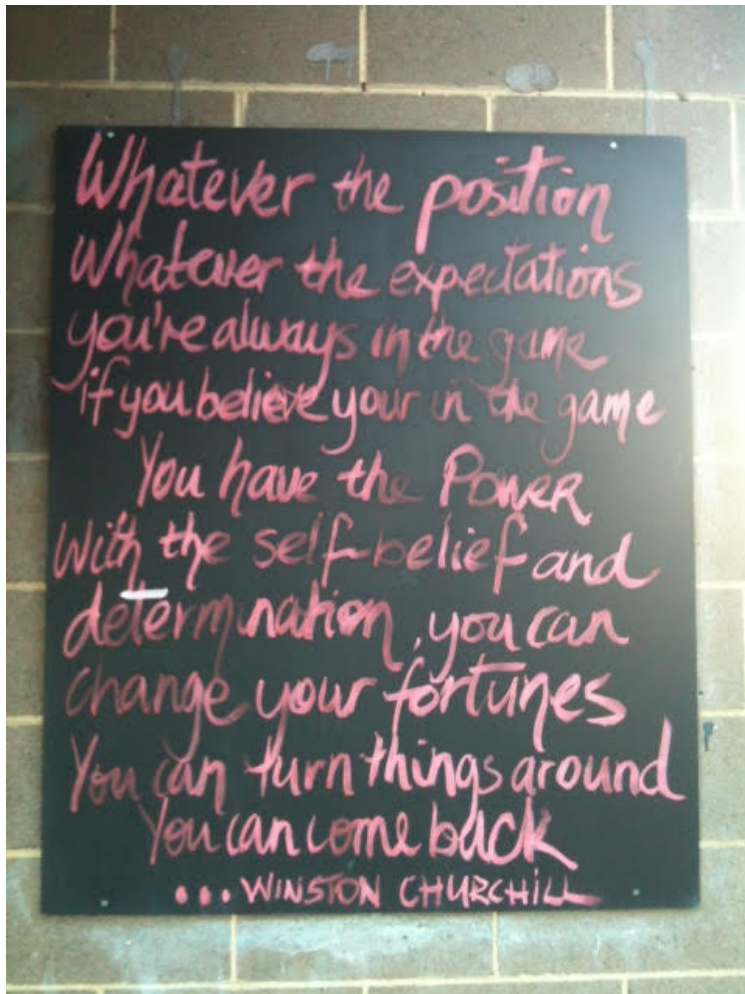 Whatever the position
Whatever the expectations
you're always in the game
if you believe your in the game
You have the Power
With the self-belief and
determination, you can
change your fortunes
You can turn things around
You can come back
...WINSTON CHURCHILL